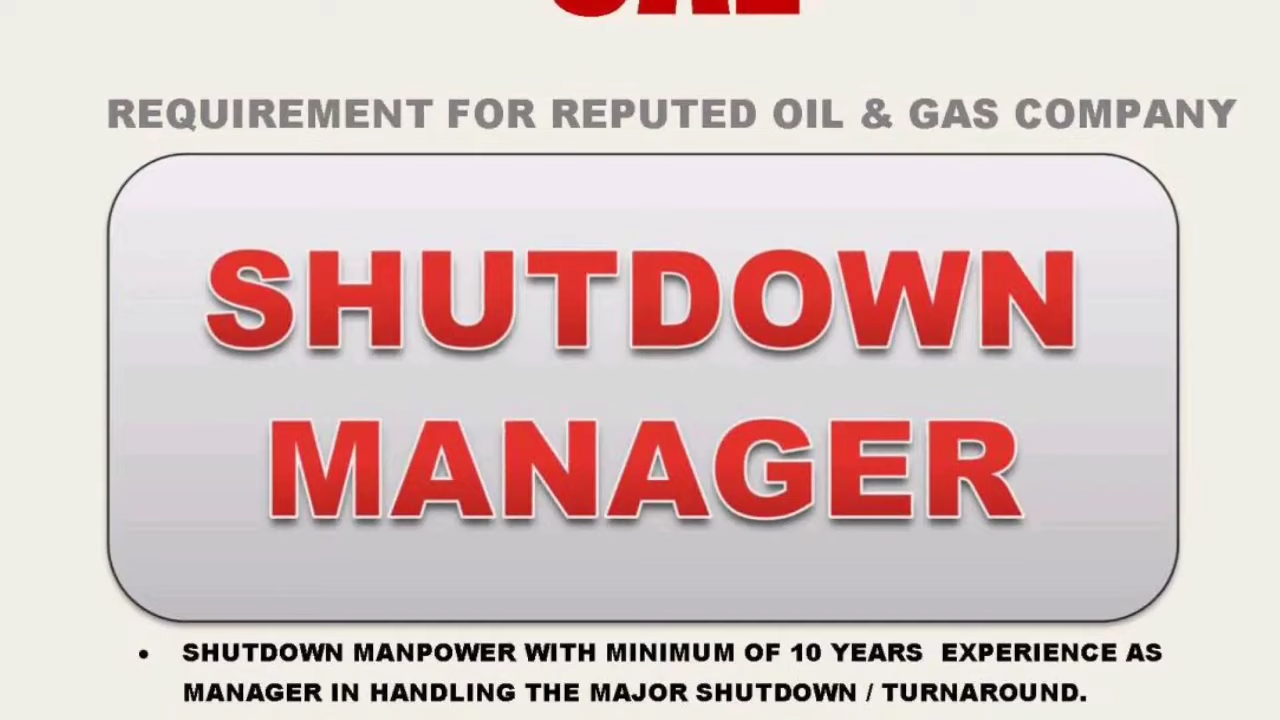 REQUIREMENT FOR REPUTED OIL & GAS COMPANY
SHUTDOWN
MANAGER
• SHUTDOWN MANPOWER WITH MINIMUM OF 10 YEARS  EXPERIENCE AS
MANAGER IN HANDLING THE MAJOR SHUTDOWN / TURNAROUND.